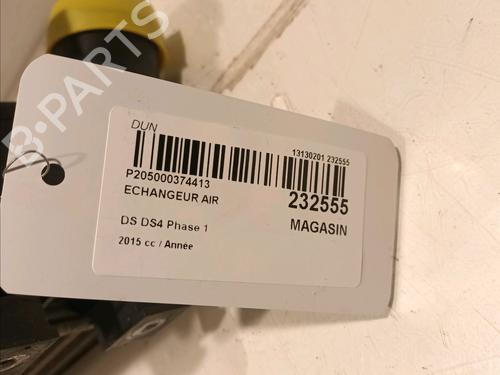 B-PARTS
DUN
13130201 232555
P205000374413
ECHANGEUR AIR
232555
DS DS4 Phase 1
MAGASIN
2015 cc / Année